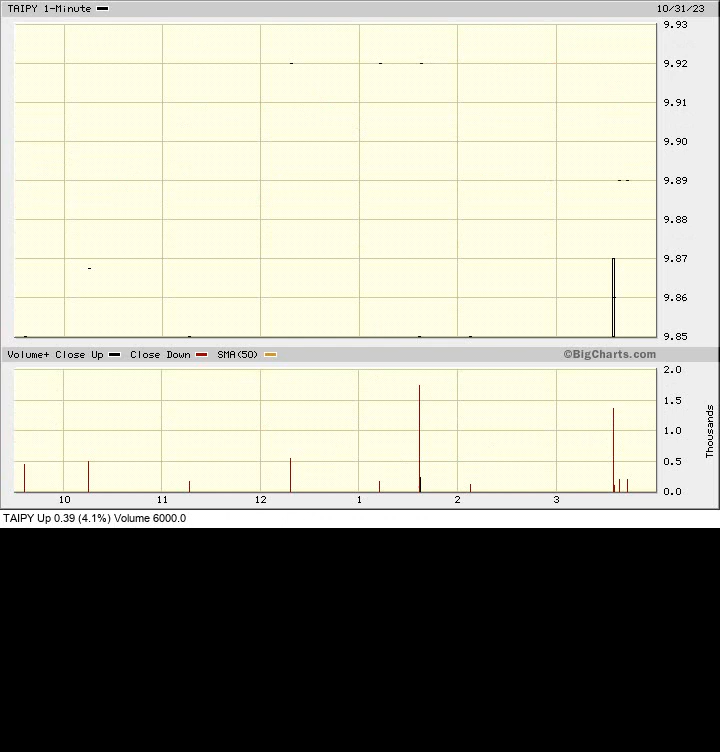 TAIPY 1-Minute 10/31/23
9.93
9.92
9.91
9.90
9.89
9.88
9.87
9.86
9.85
Volume+ Close Up Close Down SMA(50) ©BigCharts.com
2.0
1.5
1.0
0.5
0.0
Thousands
10 11 12 1 2 3
TAIPY Up 0.39 (4.1%) Volume 6000.0